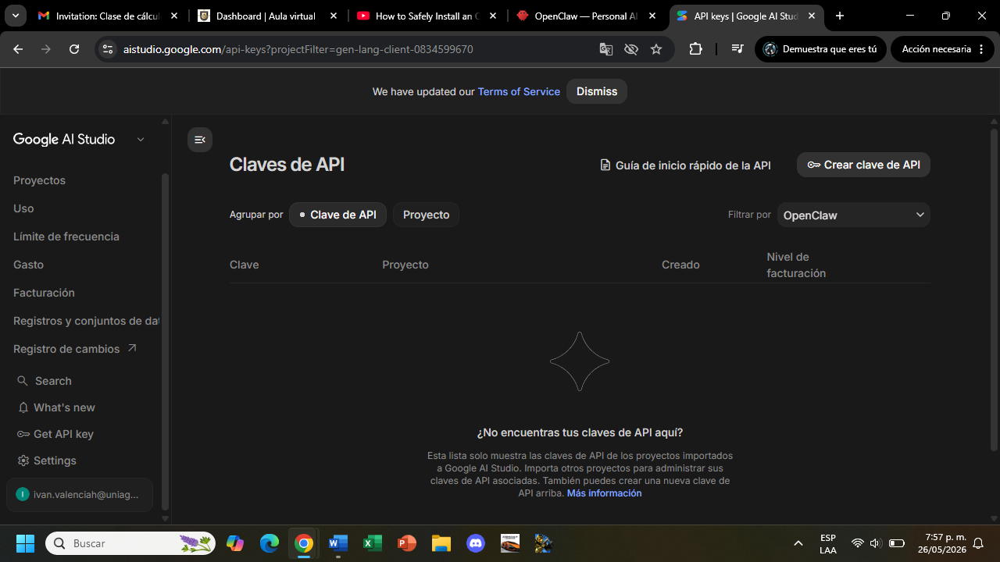 Invitation: Clase de cálcul
Dashboard | Aula virtual
How to Safely Install an O
OpenClaw — Personal AI
API keys | Google AI Stud
aistudio.google.com/api-keys?projectFilter=gen-lang-client-0834599670
Demuestra que eres tú
Acción necesaria
We have updated our Terms of Service
Dismiss
Google AI Studio
Proyectos
Uso
Límite de frecuencia
Gasto
Facturación
Registros y conjuntos de dat
Registro de cambios
Search
What's new
Get API key
Settings
I
ivan.valenciah@uniag...
Claves de API
Guía de inicio rápido de la API
Crear clave de API
Agrupar por
Clave de API
Proyecto
Filtrar por
OpenClaw
Clave
Proyecto
Creado
Nivel de
facturación
¿No encuentras tus claves de API aquí?
Esta lista solo muestra las claves de API de los proyectos importados
a Google AI Studio. Importa otros proyectos para administrar sus
claves de API asociadas. También puedes crear una nueva clave de
API arriba. Más información
Buscar
ESP
LAA
7:57 p. m.
26/05/2026